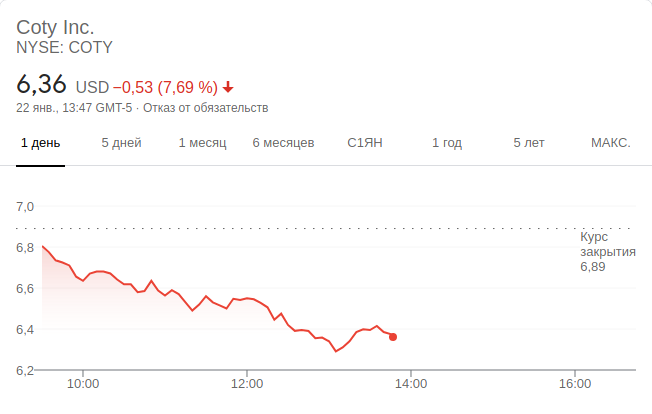 Coty Inc.
NYSE: COTY
6,36 USD −0,53 (7,69 %)
22 янв., 13:47 GMT-5 · Отказ от обязательств
1 день 5 дней 1 месяц 6 месяцев С1ЯН 1 год 5 лет МАКС.
7,0
Курс
закрытия
6,89
6,8
6,6
6,4
6,2
10:00 12:00 14:00 16:00